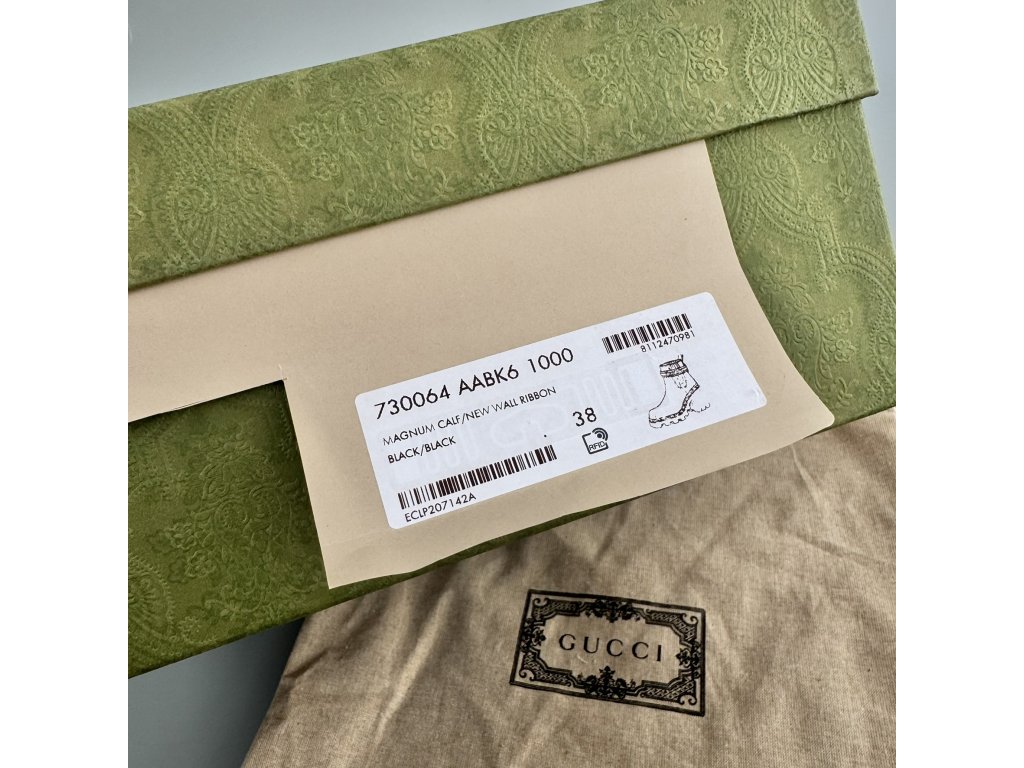 730064 AABK6 1000
8112470981
MAGNUM CALF/NEW WALL RIBBON
BLACK/BLACK
38
RFID
ECLP207142A
GUCCI